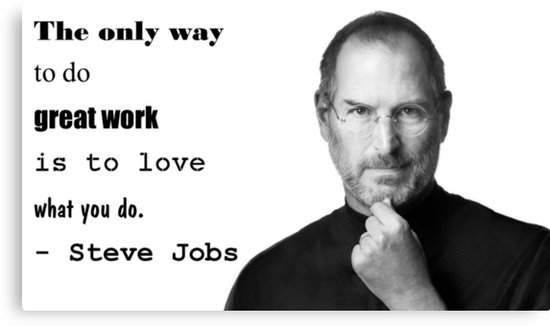 The only way
to do
great work
is to love
what you do.
- Steve Jobs